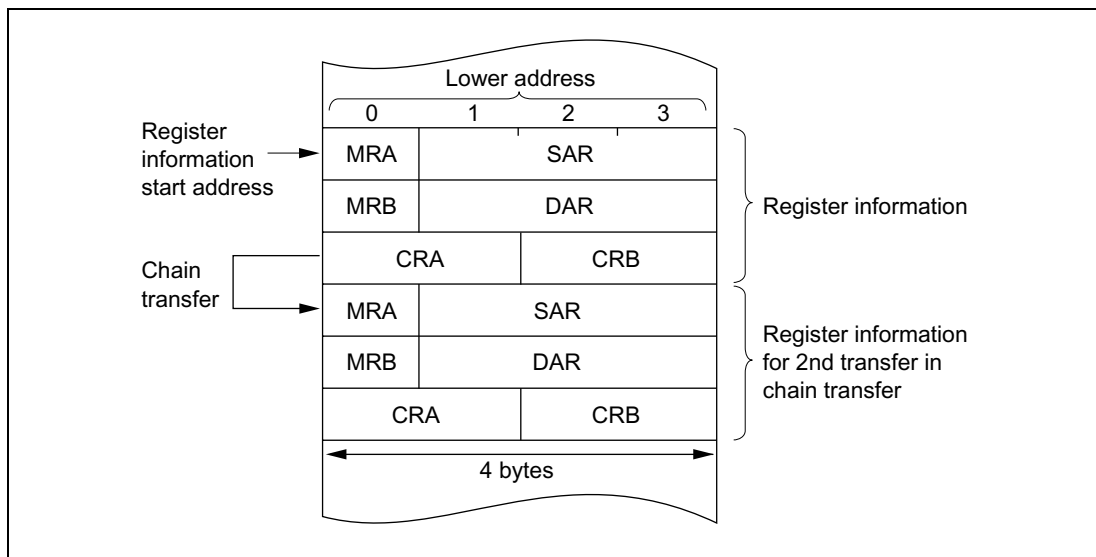 Lower address
0 1 2 3
Register
information
start address
MRA SAR
MRB DAR
CRA CRB
Register information
Chain
transfer
MRA SAR
MRB DAR
CRA CRB
Register information
for 2nd transfer in
chain transfer
4 bytes